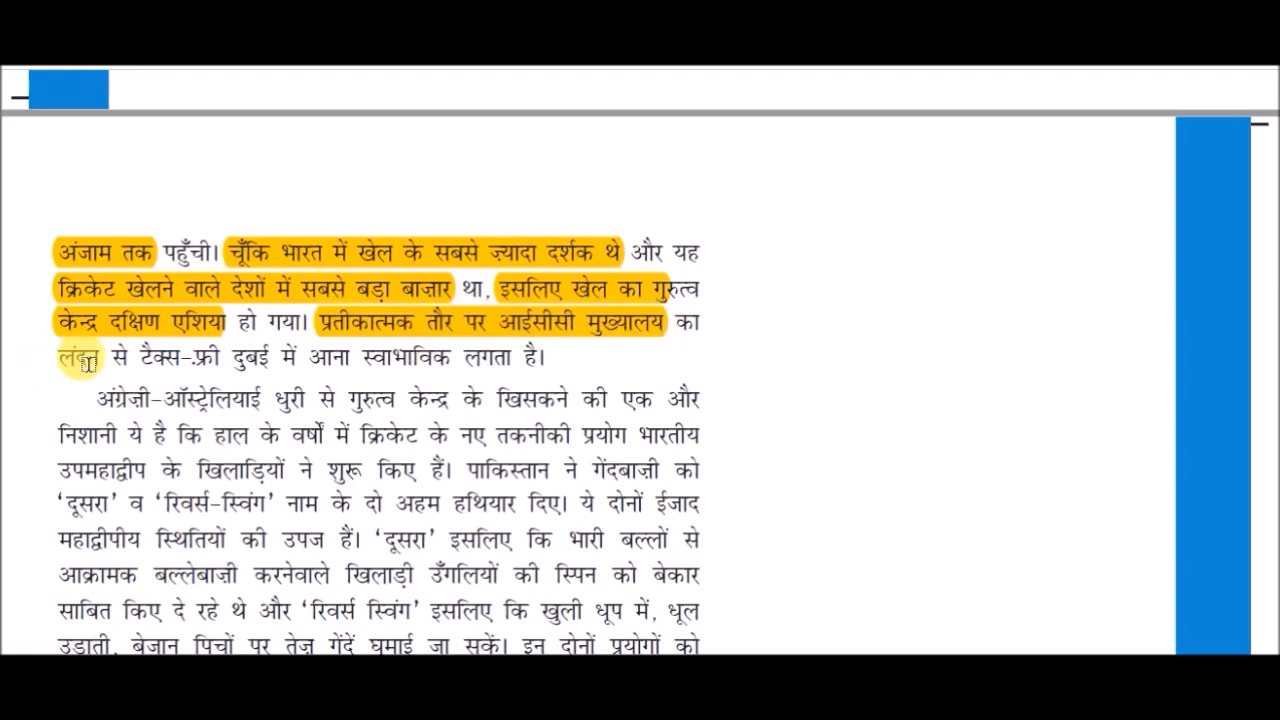 अंजाम तक पहुँची। चूँकि भारत में खेल के सबसे ज़्यादा दर्शक थे और यह
क्रिकेट खेलने वाले देशों में सबसे बड़ा बाज़ार था, इसलिए खेल का गुरुत्व
केन्द्र दक्षिण एशिया हो गया। प्रतीकात्मक तौर पर आईसीसी मुख्यालय का
लंदन से टैक्स-फ्री दुबई में आना स्वाभाविक लगता है।
अंग्रेज़ी-ऑस्ट्रेलियाई धुरी से गुरुत्व केन्द्र के खिसकने की एक और
निशानी ये है कि हाल के वर्षों में क्रिकेट के नए तकनीकी प्रयोग भारतीय
उपमहाद्वीप के खिलाड़ियों ने शुरू किए हैं। पाकिस्तान ने गेंदबाज़ी को
‘दूसरा’ व ‘रिवर्स-स्विंग’ नाम के दो अहम हथियार दिए। ये दोनों ईजाद
महाद्वीपीय स्थितियों की उपज हैं। ‘दूसरा’ इसलिए कि भारी बल्लों से
आक्रामक बल्लेबाज़ी करनेवाले खिलाड़ी उँगलियों की स्पिन को बेकार
साबित किए दे रहे थे और ‘रिवर्स स्विंग’ इसलिए कि खुली धूप में, धूल
उड़ाती, बेजान पिचों पर तेज़ गेंदें घुमाई जा सकें। इन दोनों प्रयोगों को